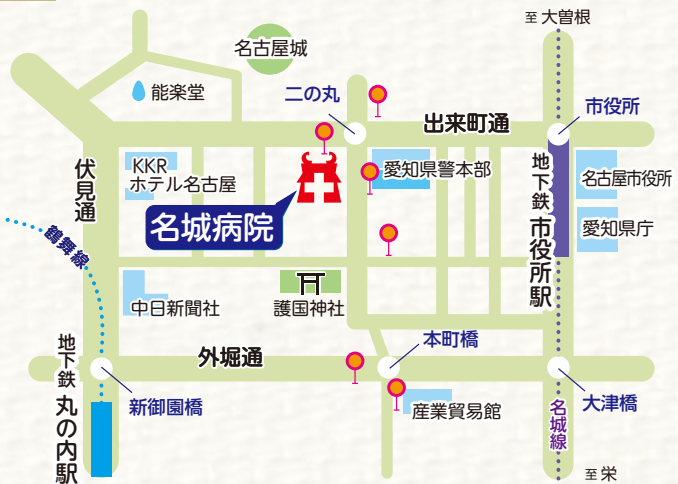 至 大曽根
名古屋城
能楽堂
二の丸
市役所
出来町通
伏見通
KKR
ホテル名古屋
愛知県警本部
地下鉄 市役所駅
名古屋市役所
名城病院
愛知県庁
鶴舞線
中日新聞社
護国神社
地下鉄 丸の内駅
外堀通
本町橋
新御園橋
産業貿易館
名城線
大津橋
至 栄